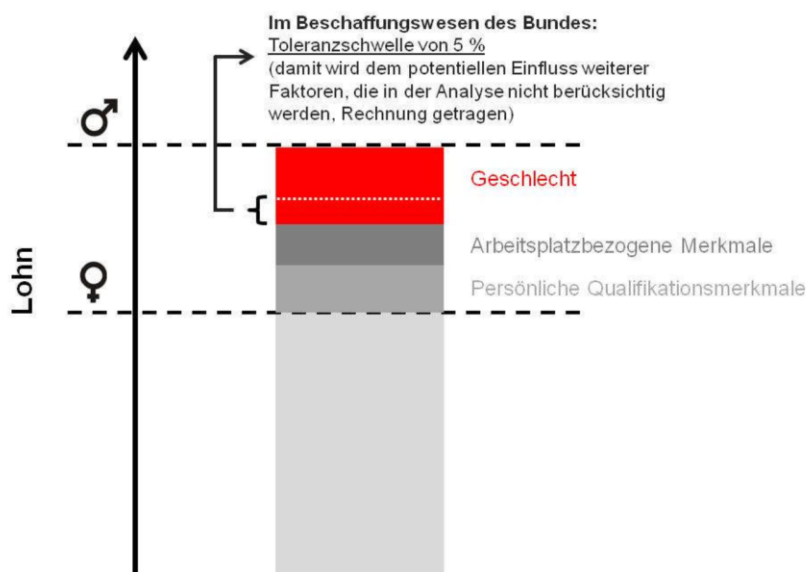 Im Beschaffungswesen des Bundes:
Toleranzschwelle von 5 %
(damit wird dem potentiellen Einfluss weiterer
Faktoren, die in der Analyse nicht berücksichtig
werden, Rechnung getragen)
Geschlecht
Arbeitsplatzbezogene Merkmale
Persönliche Qualifikationsmerkmale
Lohn